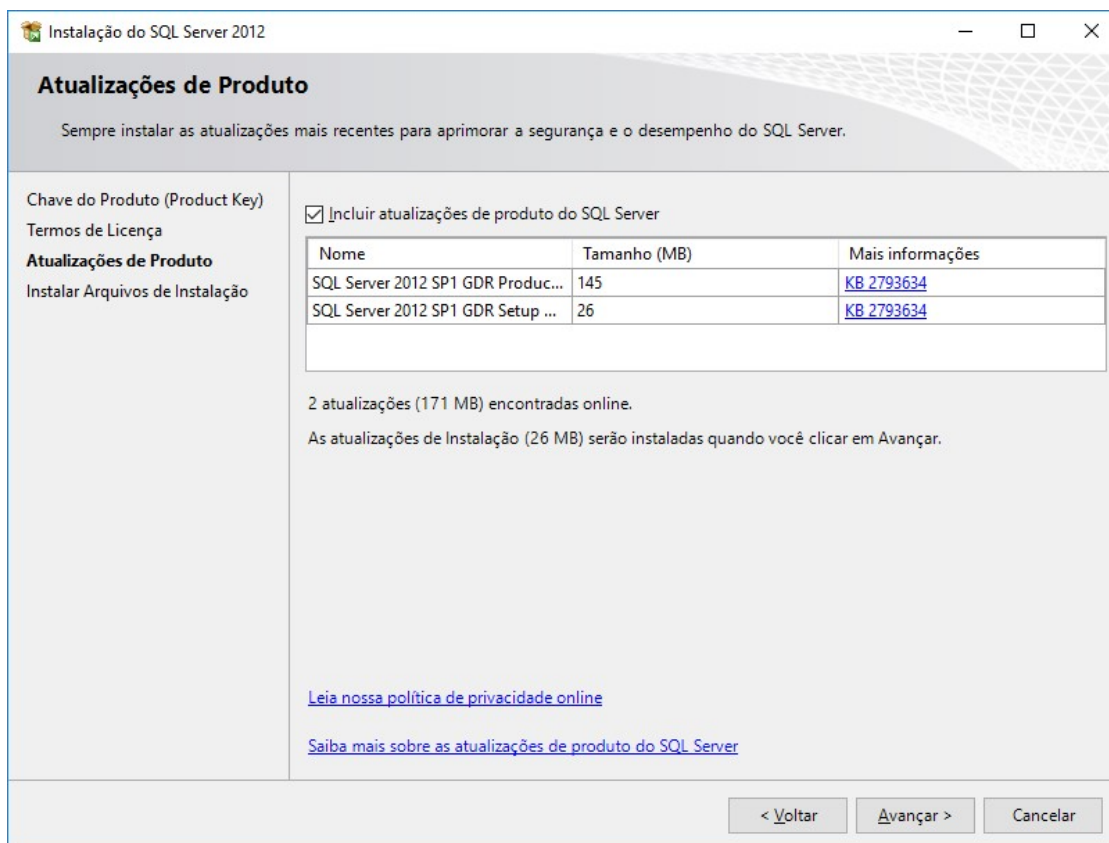 Instalação do SQL Server 2012
Atualizações de Produto
Sempre instalar as atualizações mais recentes para aprimorar a segurança e o desempenho do SQL Server.
Chave do Produto (Product Key)
Termos de Licença
Atualizações de Produto
Instalar Arquivos de Instalação
Incluir atualizações de produto do SQL Server
Nome Tamanho (MB) Mais informações
SQL Server 2012 SP1 GDR Produc... 145 KB 2793634
SQL Server 2012 SP1 GDR Setup ... 26 KB 2793634
2 atualizações (171 MB) encontradas online.
As atualizações de Instalação (26 MB) serão instaladas quando você clicar em Avançar.
Leia nossa política de privacidade online
Saiba mais sobre as atualizações de produto do SQL Server
< Voltar Avançar > Cancelar